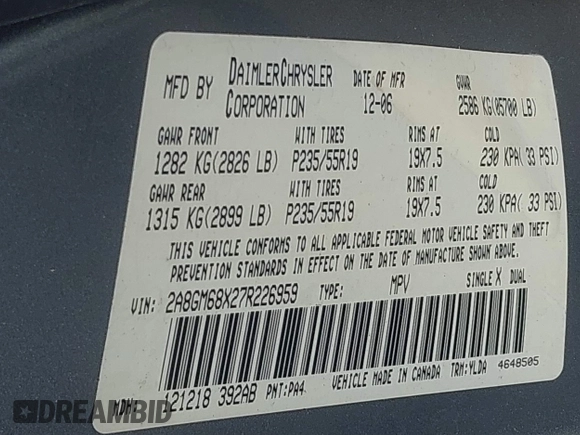 MFD BY DAIMLERCHRYSLER CORPORATION DATE OF MFR 12-06 GVWR 2586 KG(05700 LB)
GAWR FRONT WITH TIRES RIMS AT COLD
1282 KG(2826 LB) P235/55R19 19X7.5 230 KPA( 33 PSI)
GAWR REAR WITH TIRES RIMS AT COLD
1315 KG(2899 LB) P235/55R19 19X7.5 230 KPA( 33 PSI)
THIS VEHICLE CONFORMS TO ALL APPLICABLE FEDERAL MOTOR VEHICLE SAFETY AND THEFT
PREVENTION STANDARDS IN EFFECT ON THE DATE OF MANUFACTURE SHOWN ABOVE.
VIN: 2A8GM68X27R226959 TYPE: MPV SINGLE X DUAL
MDH: 121218 392AB PNT:PA4 VEHICLE MADE IN CANADA TRM:YLDA 4648505
DREAMBID